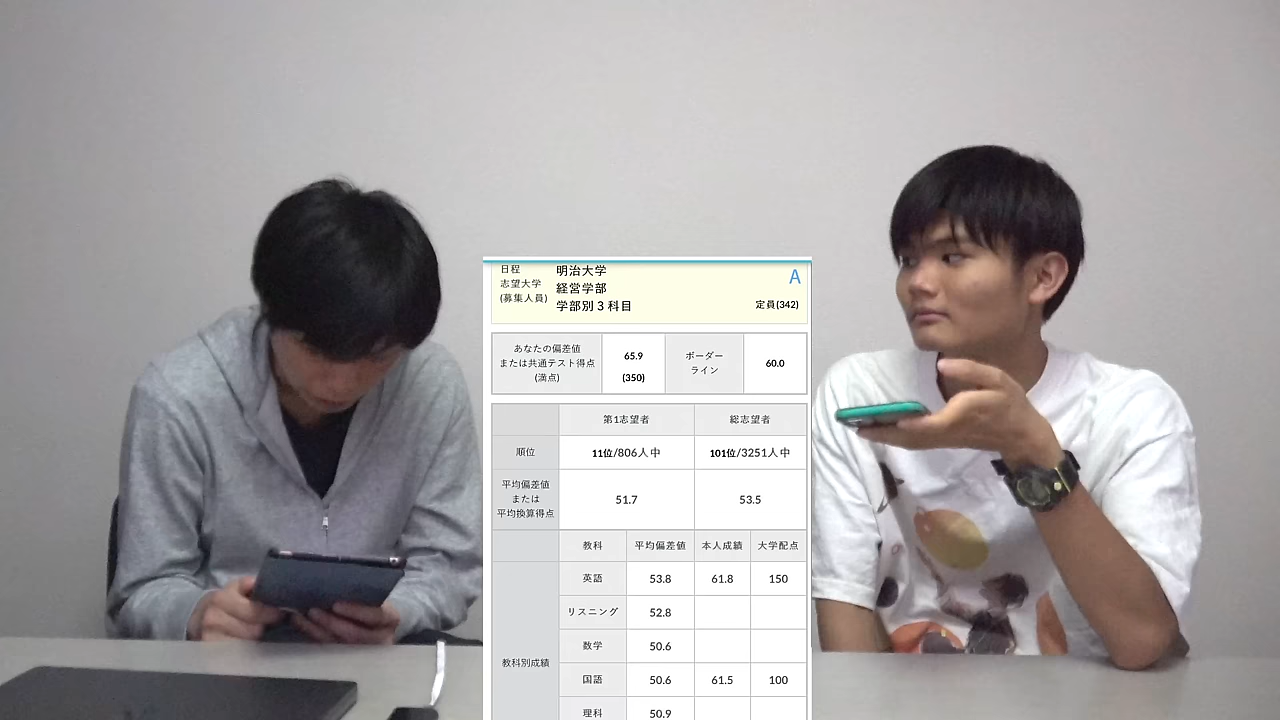 日程
志望大学
(募集人員)
明治大学
経営学部
学部別3科目
A
定員(342)
あなたの偏差値
または共通テスト得点
(満点)
65.9
(350)
ボーダー
ライン
60.0
第1志望者 総志望者
順位 11位/806人中 101位/3251人中
平均偏差値
または
平均換算得点
51.7 53.5
教科別成績
教科 平均偏差値 本人成績 大学配点
英語 53.8 61.8 150
リスニング 52.8
数学 50.6
国語 50.6 61.5 100
理科 50.9